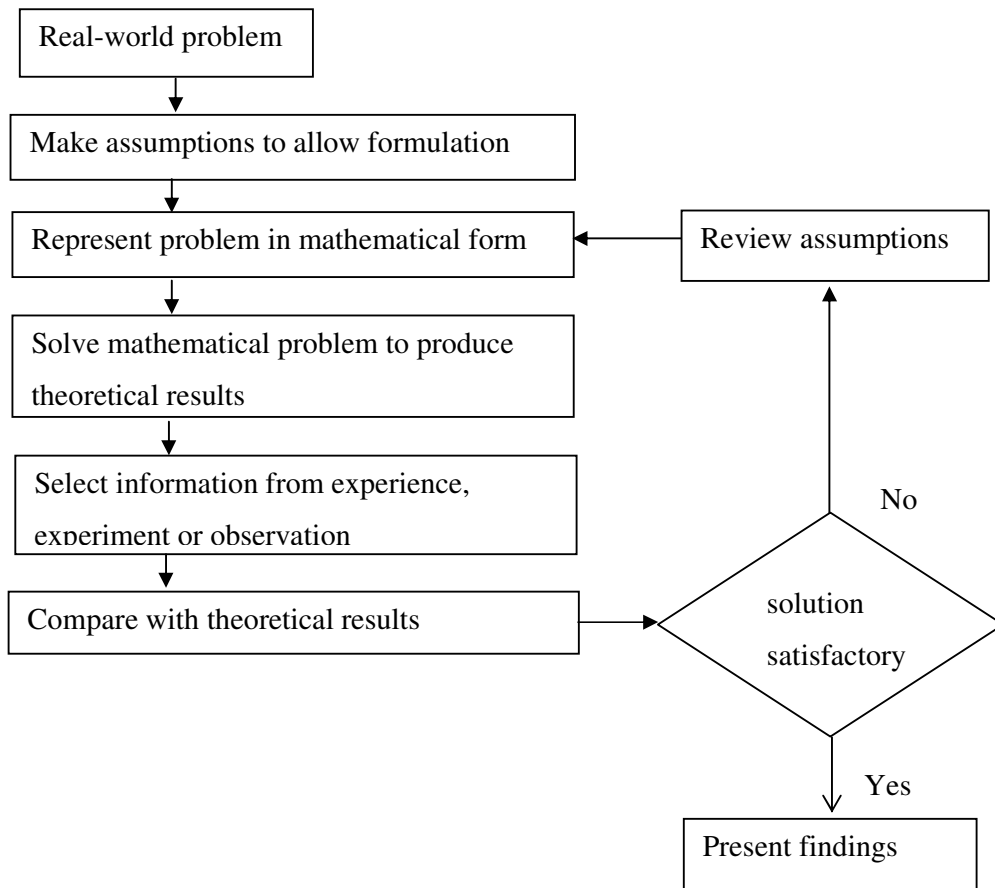 Real-world problem
Make assumptions to allow formulation
Represent problem in mathematical form
Review assumptions
Solve mathematical problem to produce
theoretical results
Select information from experience,
experiment or observation
No
Compare with theoretical results
solution
satisfactory
Yes
Present findings